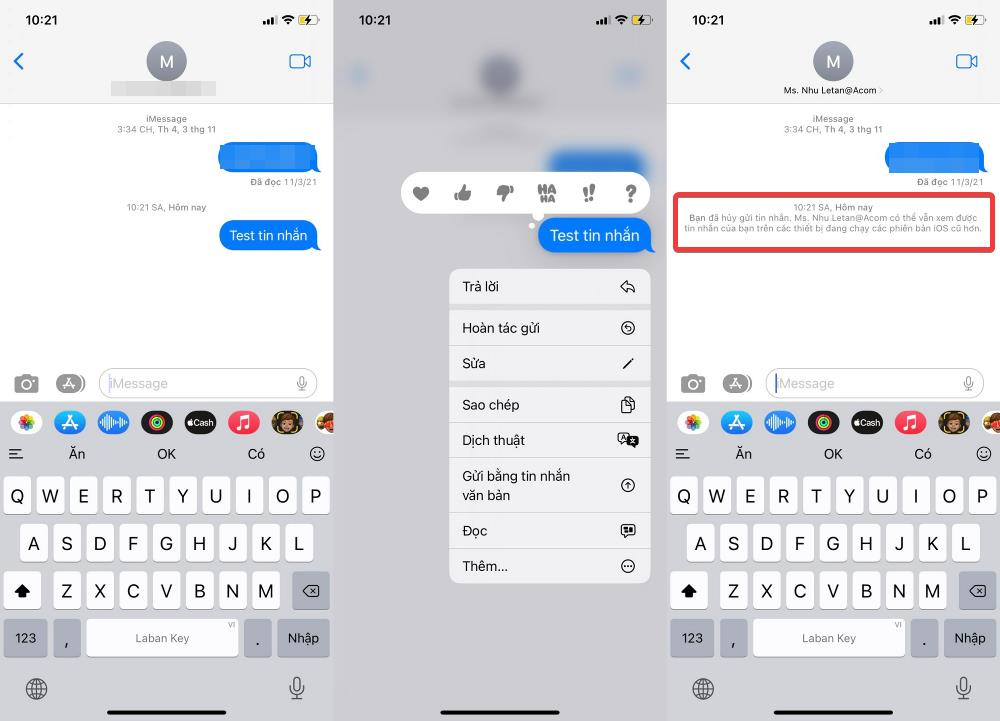 10:21
M
iMessage
3:34 CH, Th 4, 3 thg 11
Đã đọc 11/3/21
10:21 SA, Hôm nay
Test tin nhắn
iMessage
Cash
Ăn
OK
Có
Q W E R T Y U I O P
A S D F G H J K L
Z X C V B N M
123 , Laban Key VI . Nhập
10:21
HA HA !! ?
Test tin nhắn
Trả lời
Hoàn tác gửi
Sửa
Sao chép
Dịch thuật
Gửi bằng tin nhắn
văn bản
Đọc
Thêm...
10:21
M
Ms. Nhu Letan@Acom
iMessage
3:34 CH, Th 4, 3 thg 11
Đã đọc 11/3/21
10:21 SA, Hôm nay
Bạn đã hủy gửi tin nhắn. Ms. Nhu Letan@Acom có thể vẫn xem được
tin nhắn của bạn trên các thiết bị đang chạy các phiên bản iOS cũ hơn.
iMessage
Cash
Ăn
OK
Có
Q W E R T Y U I O P
A S D F G H J K L
Z X C V B N M
123 , Laban Key VI . Nhập